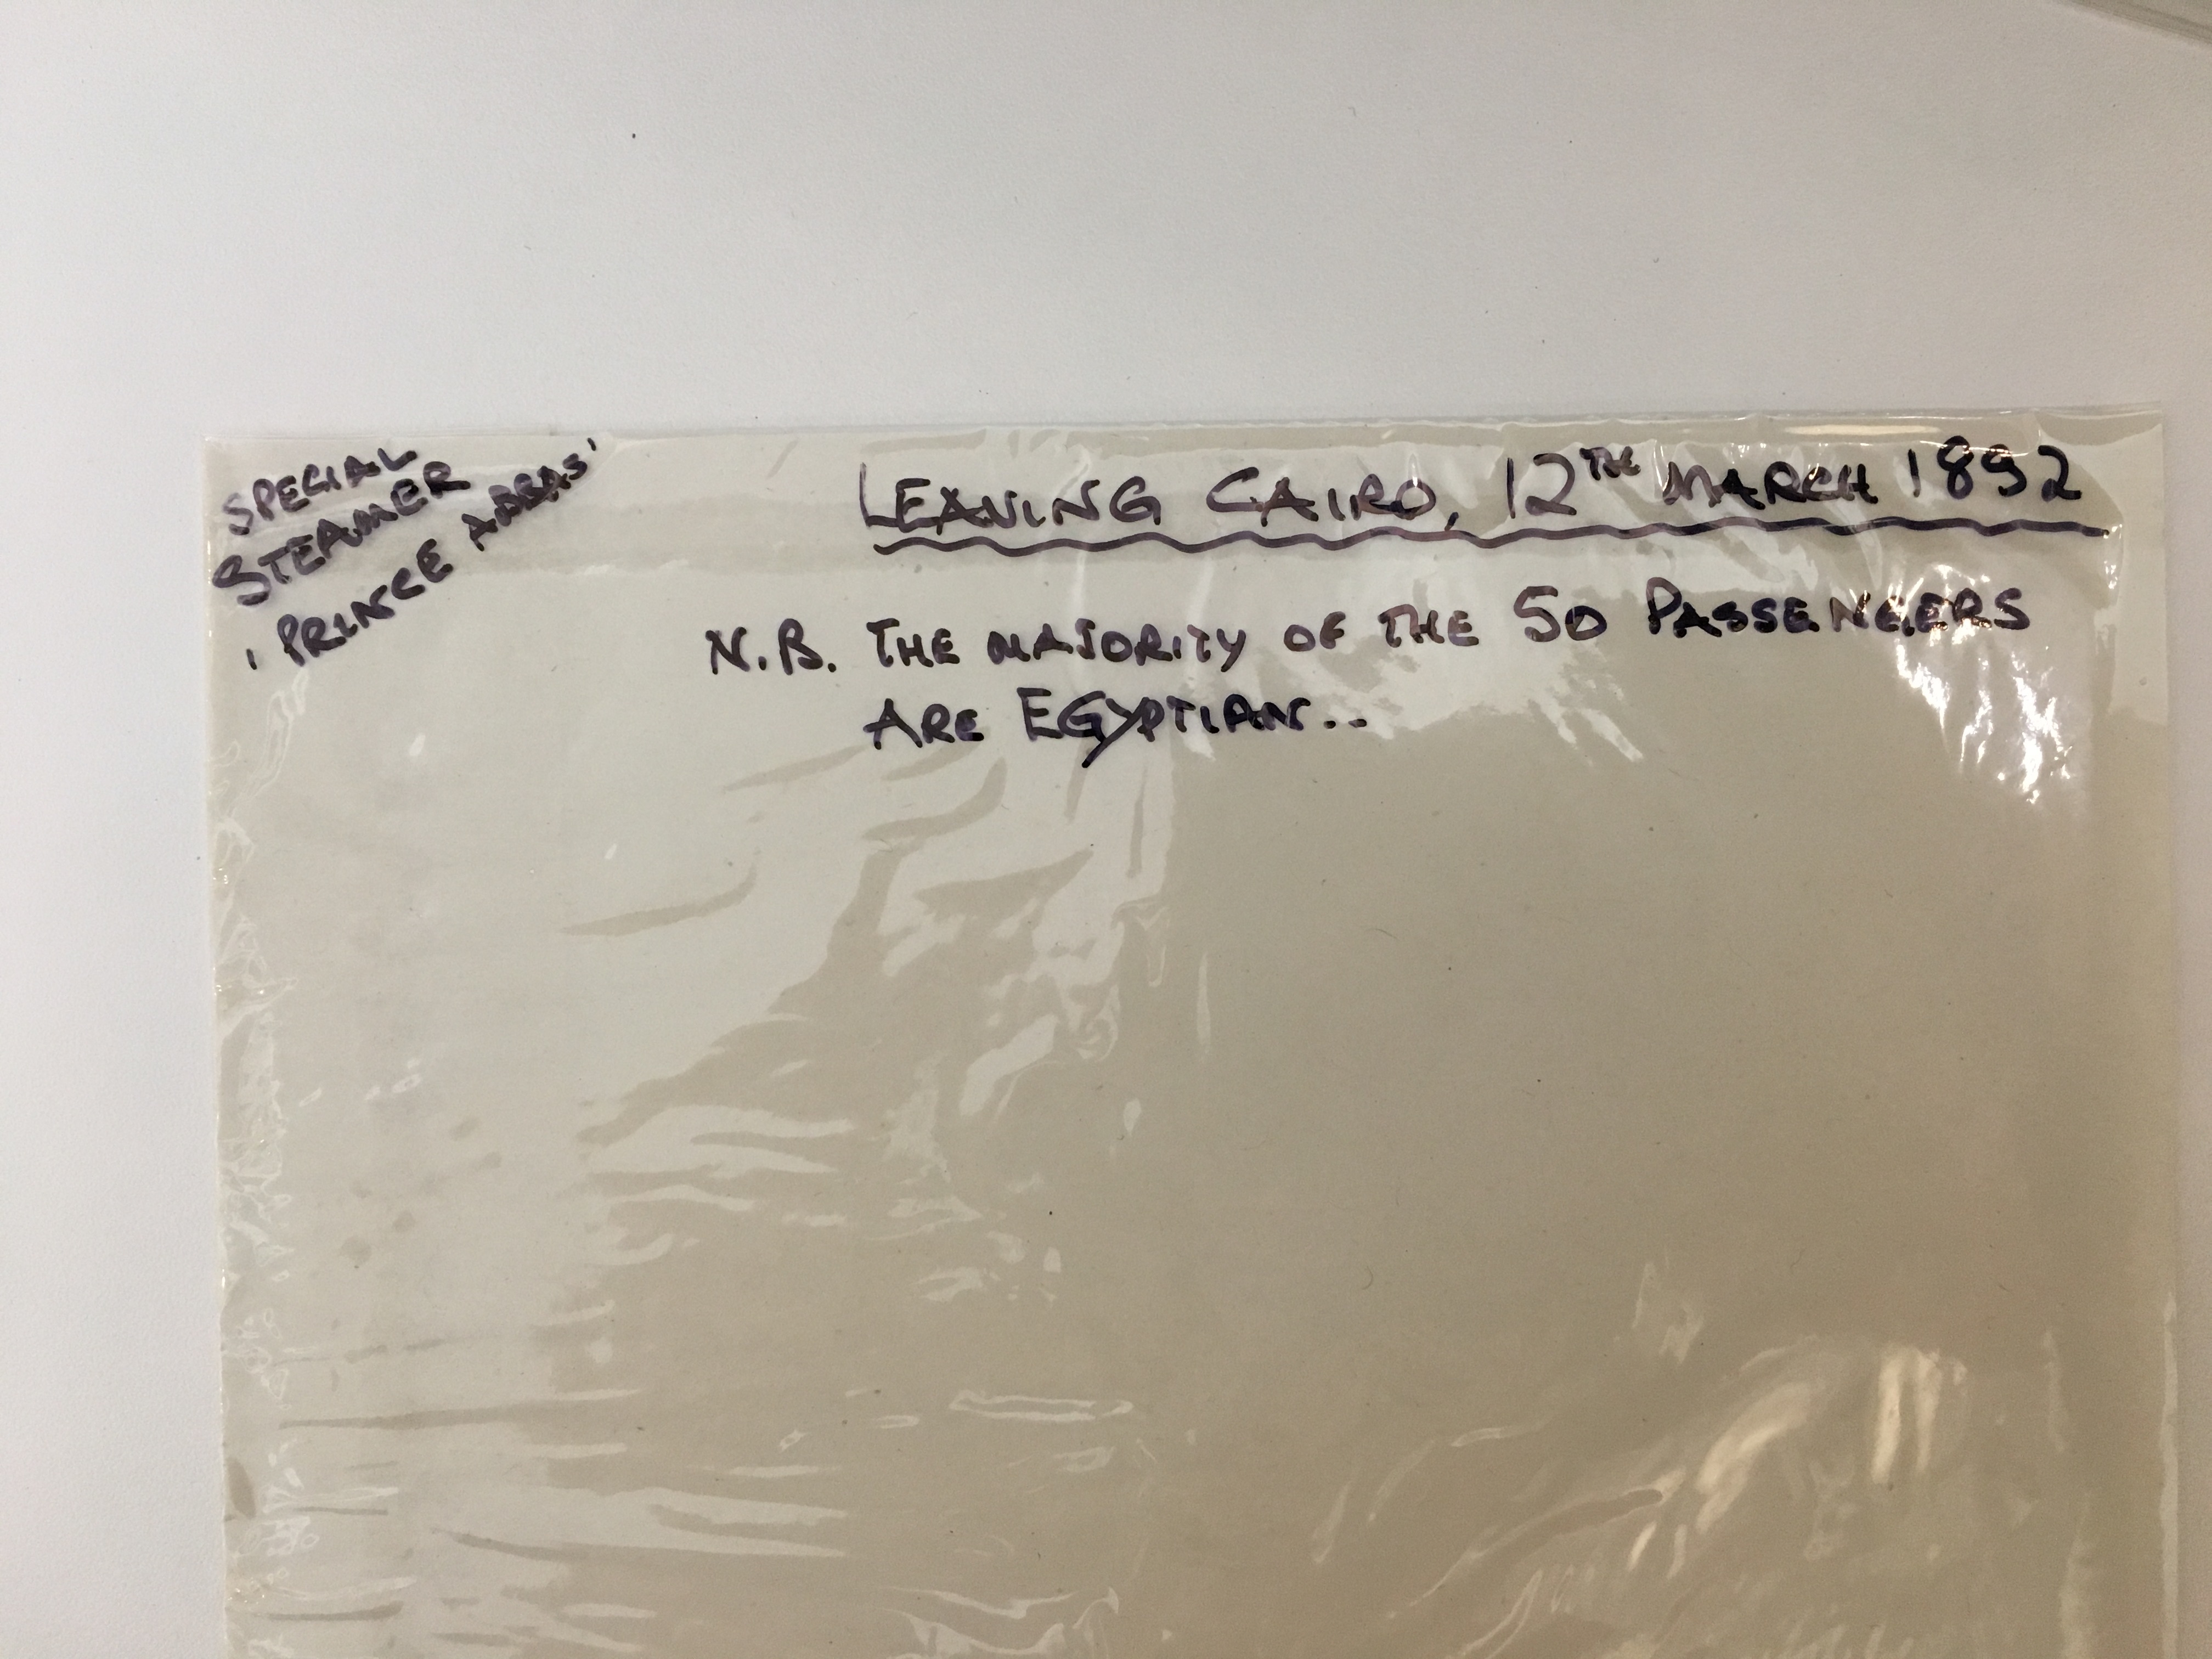 SPECIAL
STEAMER
'PRINCE ABBAS'
LEAVING CAIRO, 12TH MARCH 1892
N.B. THE MAJORITY OF THE 50 PASSENGERS
ARE EGYPTIAN..